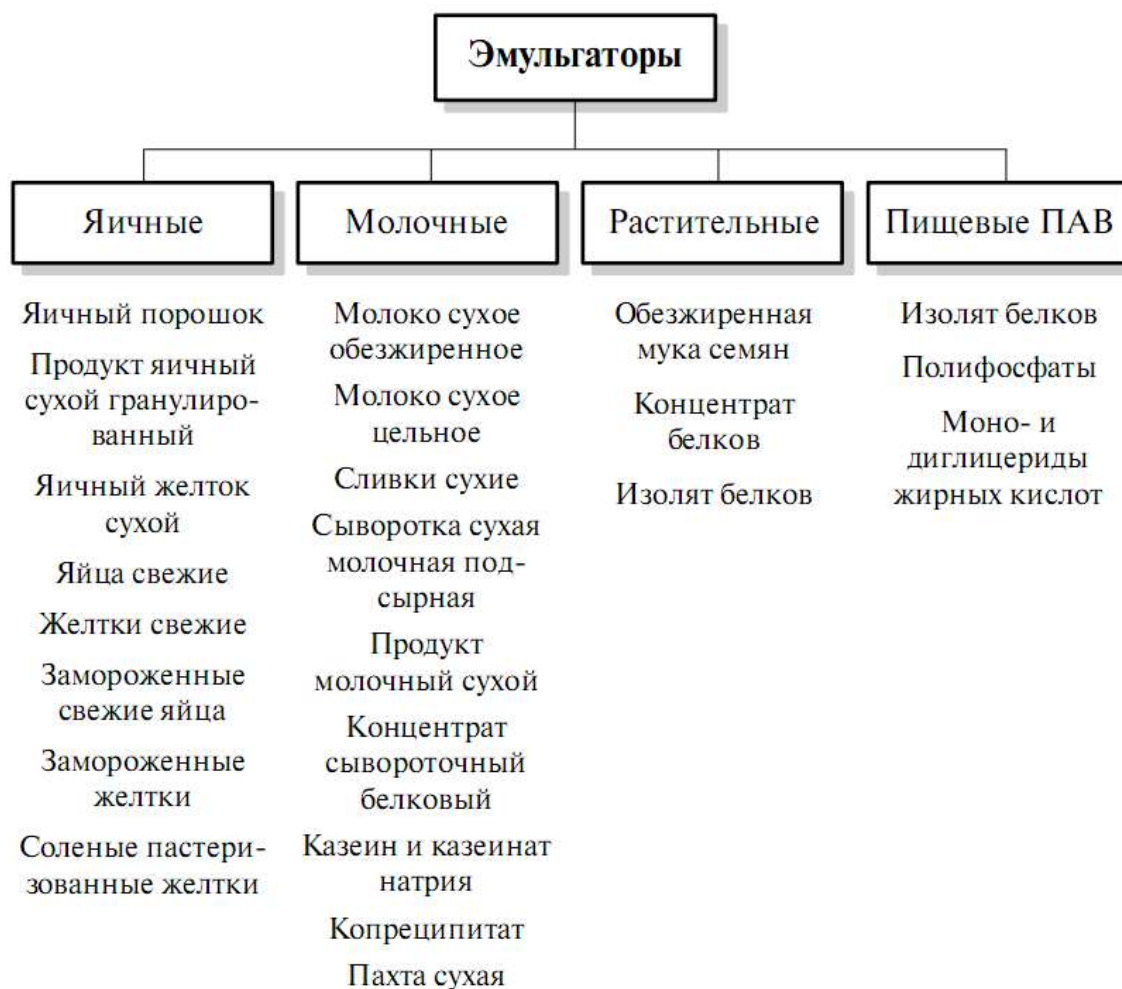 Эмульгаторы
Яичные
Молочные
Растительные
Пищевые ПАВ
Яичный порошок
Продукт яичный
сухой гранулиро-
ванный
Яичный желток
сухой
Яйца свежие
Желтки свежие
Замороженные
свежие яйца
Замороженные
желтки
Соленые пастери-
зованные желтки
Молоко сухое
обезжиренное
Молоко сухое
цельное
Сливки сухие
Сыворотка сухая
молочная под-
сырная
Продукт
молочный сухой
Концентрат
сывороточный
белковый
Казеин и казеинат
натрия
Копреципитат
Пахта сухая
Обезжиренная
мука семян
Концентрат
белков
Изолят белков
Изолят белков
Полифосфаты
Моно- и
диглицериды
жирных кислот